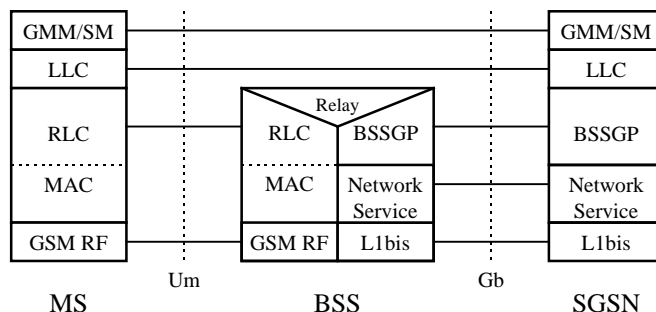 GMM/SM
GMM/SM
LLC
LLC
Relay
RLC
RLC
BSSGP
BSSGP
MAC
MAC
Network
Service
Network
Service
GSM RF
GSM RF
L1bis
L1bis
Um
Gb
MS
BSS
SGSN